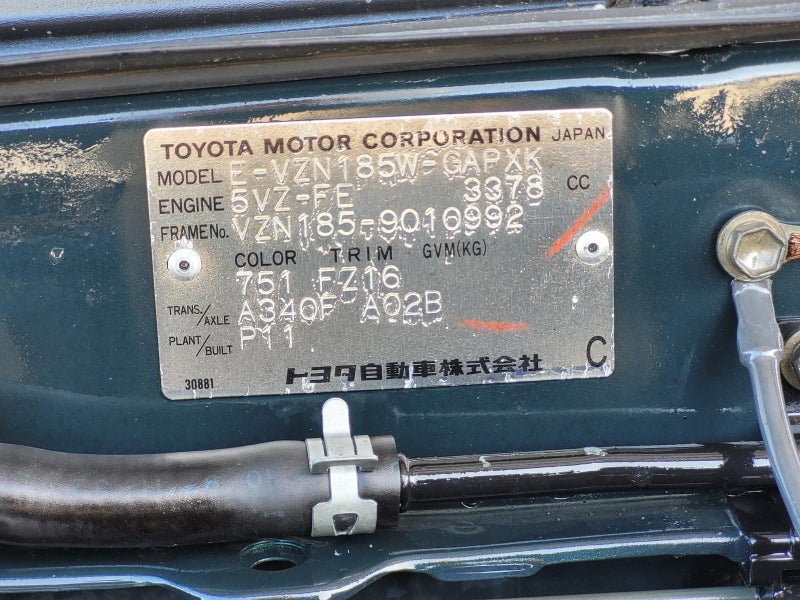 TOYOTA MOTOR CORPORATION JAPAN
MODEL E-VZN185W-GAPXK
ENGINE 5VZ-FE 3378 CC
FRAME No. VZN185-9010992
COLOR TRIM GVM(KG)
751 FZ16
TRANS./AXLE A340F A02B
PLANT/BUILT P11
30881 トヨタ自動車株式会社 C